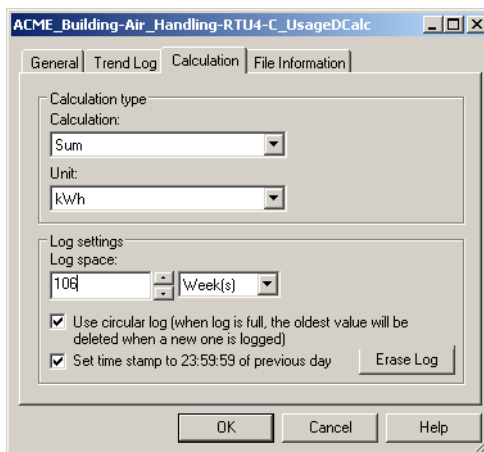 ACME_Building-Air_Handling-RTU4-C_UsageDCalc
General Trend Log Calculation File Information
Calculation type
Calculation:
Sum
Unit:
kWh
Log settings
Log space:
106 Week(s)
Use circular log (when log is full, the oldest value will be
deleted when a new one is logged)
Set time stamp to 23:59:59 of previous day Erase Log
OK Cancel Help